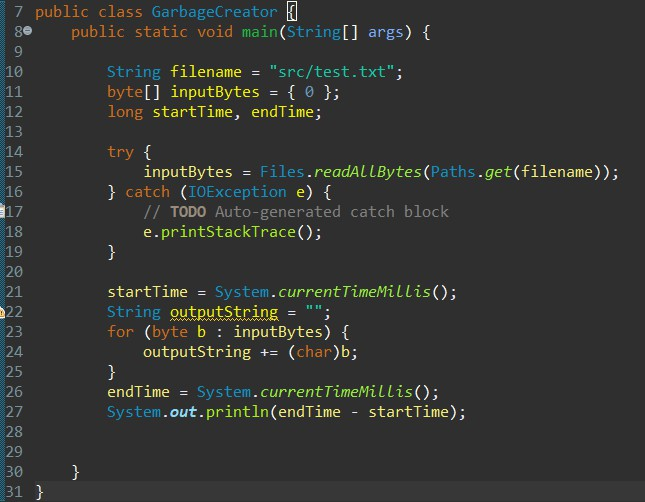 7 public class GarbageCreator {
8 public static void main(String[] args) {
9
10 String filename = "src/test.txt";
11 byte[] inputBytes = { 0 };
12 long startTime, endTime;
13
14 try {
15 inputBytes = Files.readAllBytes(Paths.get(filename));
16 } catch (IOException e) {
17 // TODO Auto-generated catch block
18 e.printStackTrace();
19 }
20
21 startTime = System.currentTimeMillis();
22 String outputString = "";
23 for (byte b : inputBytes) {
24 outputString += (char)b;
25 }
26 endTime = System.currentTimeMillis();
27 System.out.println(endTime - startTime);
28
29
30 }
31 }